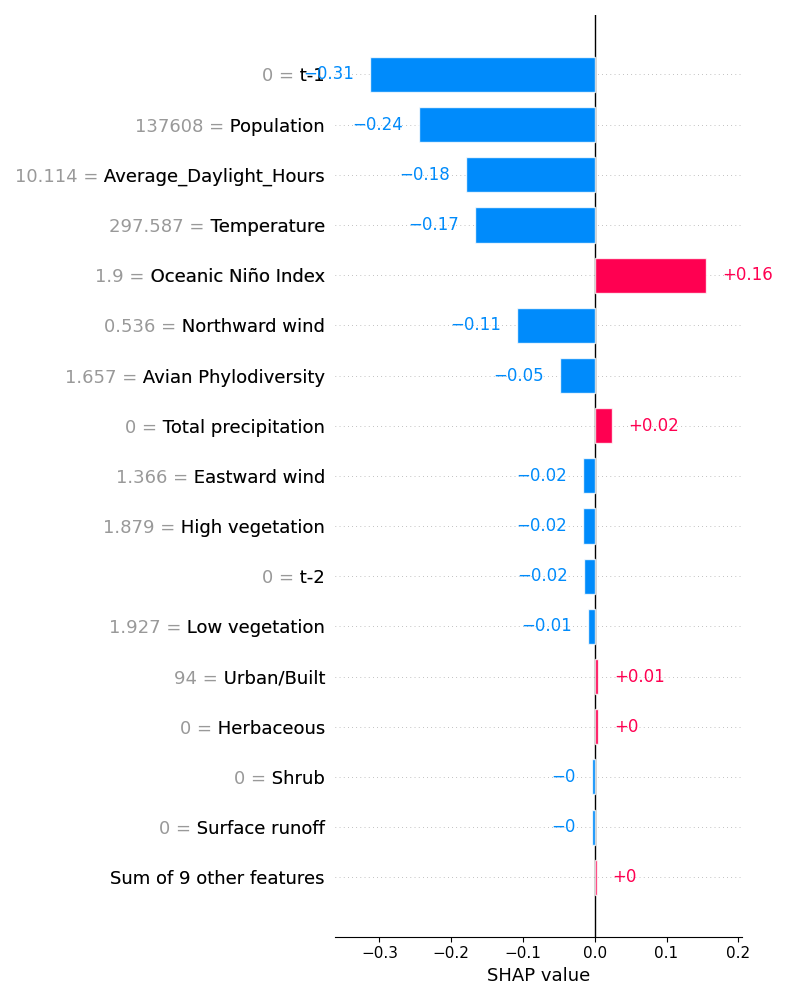 0 = t-1 −0.31
137608 = Population −0.24
10.114 = Average_Daylight_Hours −0.18
297.587 = Temperature −0.17
1.9 = Oceanic Niño Index +0.16
0.536 = Northward wind −0.11
1.657 = Avian Phylodiversity −0.05
0 = Total precipitation +0.02
1.366 = Eastward wind −0.02
1.879 = High vegetation −0.02
0 = t-2 −0.02
1.927 = Low vegetation −0.01
94 = Urban/Built +0.01
0 = Herbaceous +0
0 = Shrub −0
0 = Surface runoff −0
Sum of 9 other features +0
−0.3 −0.2 −0.1 0.0 0.1 0.2
SHAP value